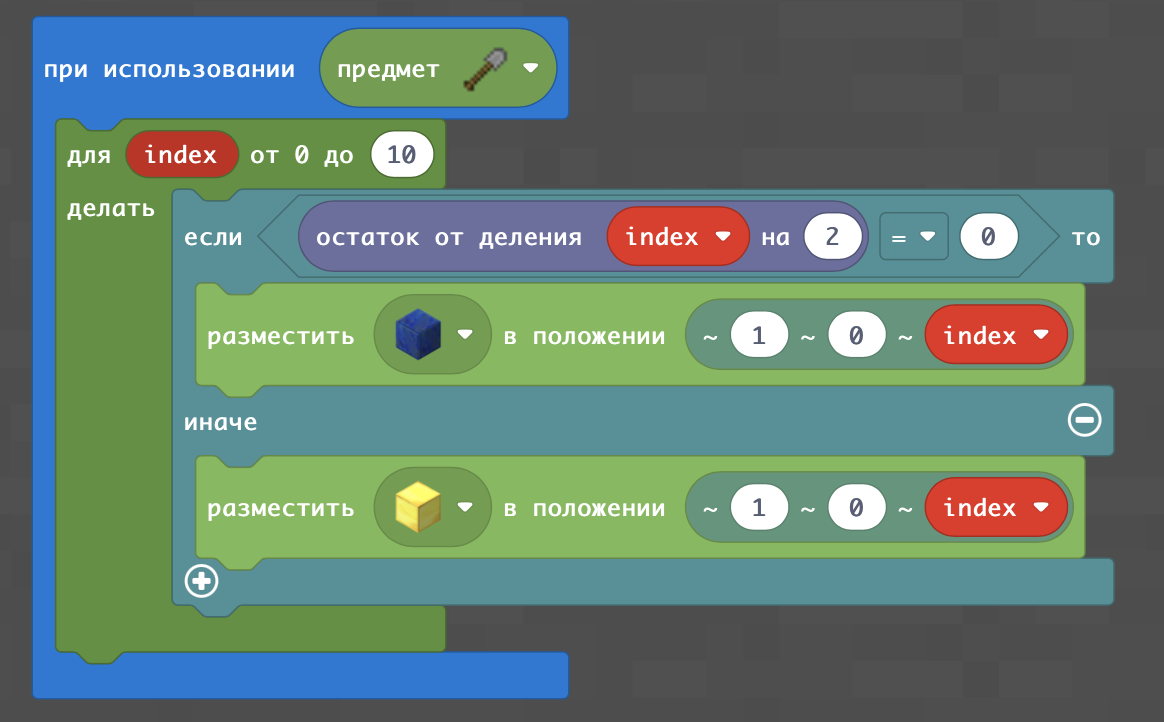 при использовании предмет
для index от 0 до 10
делать
если остаток от деления index на 2 = 0 то
разместить в положении ~ 1 ~ 0 ~ index
иначе
разместить в положении ~ 1 ~ 0 ~ index